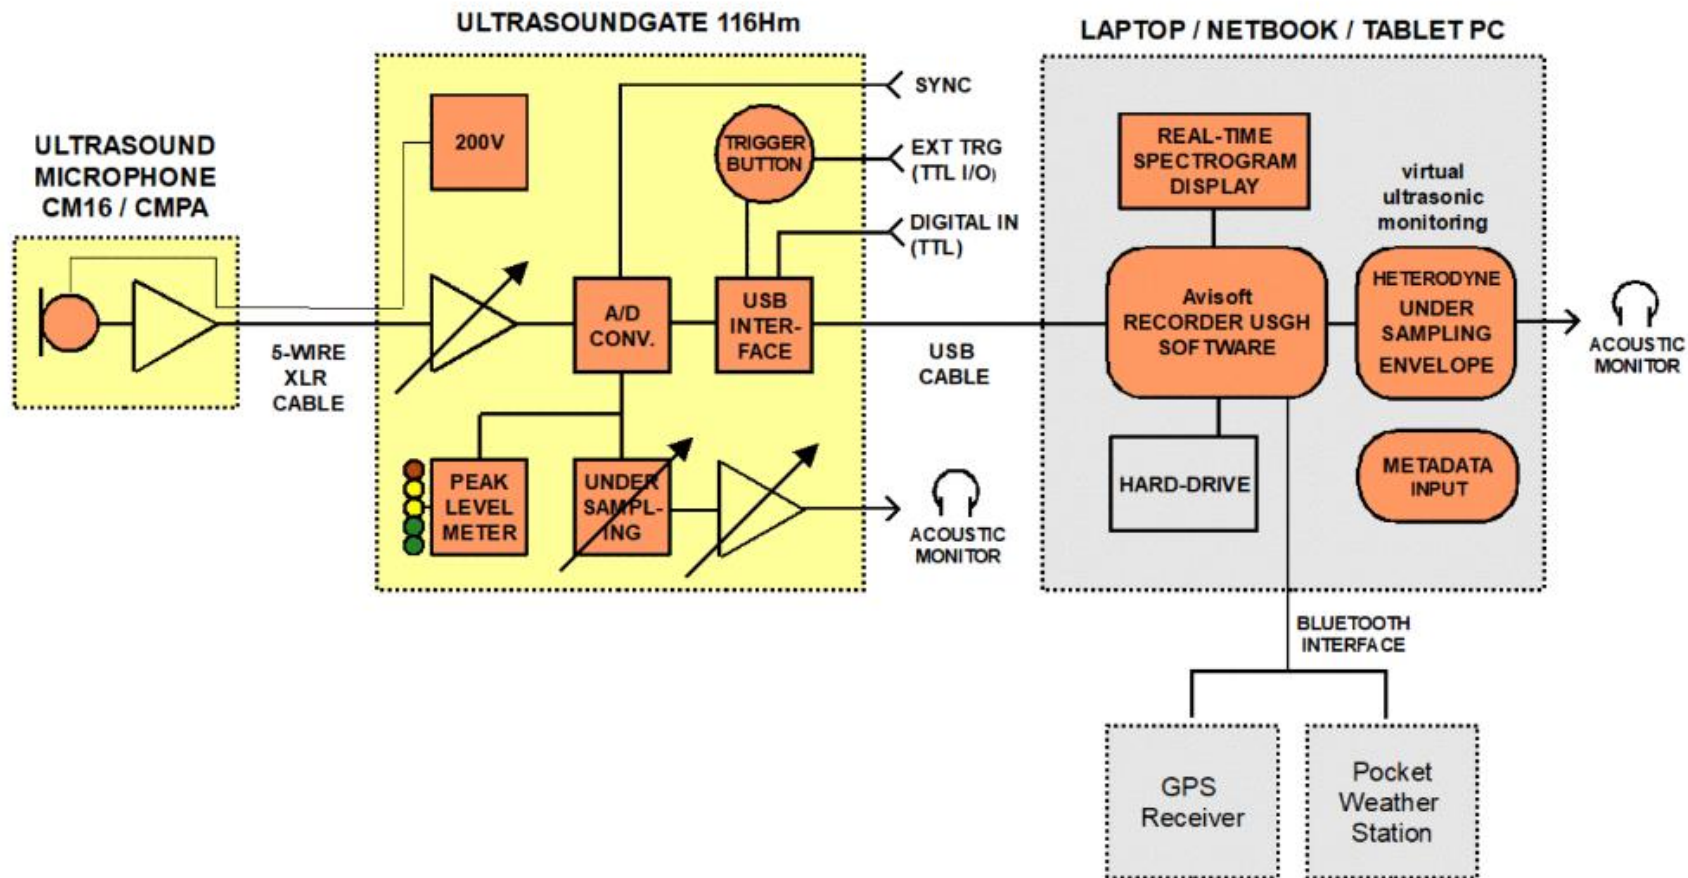 ULTRASOUNDGATE 116Hm
LAPTOP / NETBOOK / TABLET PC
ULTRASOUND
MICROPHONE
CM16 / CMPA
200V
TRIGGER
BUTTON
SYNC
EXT TRG
(TTL I/O)
DIGITAL IN
(TTL)
A/D
CONV.
USB
INTER-
FACE
5-WIRE
XLR
CABLE
USB
CABLE
PEAK
LEVEL
METER
UNDER
SAMPL-
ING
ACOUSTIC
MONITOR
REAL-TIME
SPECTROGRAM
DISPLAY
virtual
ultrasonic
monitoring
Avisoft
RECORDER USGH
SOFTWARE
HETERODYNE
UNDER
SAMPLING
ENVELOPE
ACOUSTIC
MONITOR
HARD-DRIVE
METADATA
INPUT
BLUETOOTH
INTERFACE
GPS
Receiver
Pocket
Weather
Station